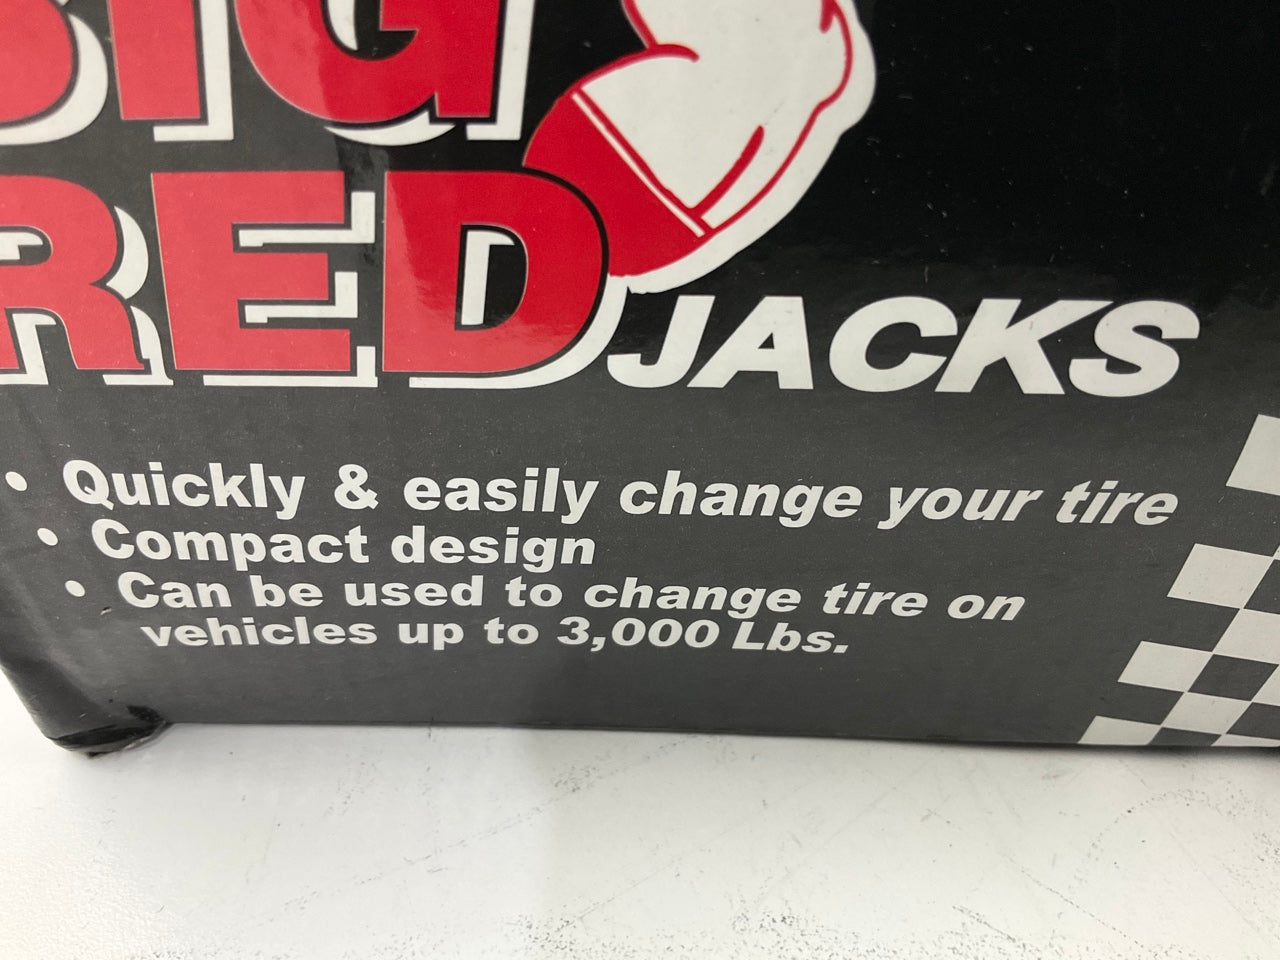 BIG
RED JACKS
• Quickly & easily change your tire
• Compact design
• Can be used to change tire on
vehicles up to 3,000 Lbs.